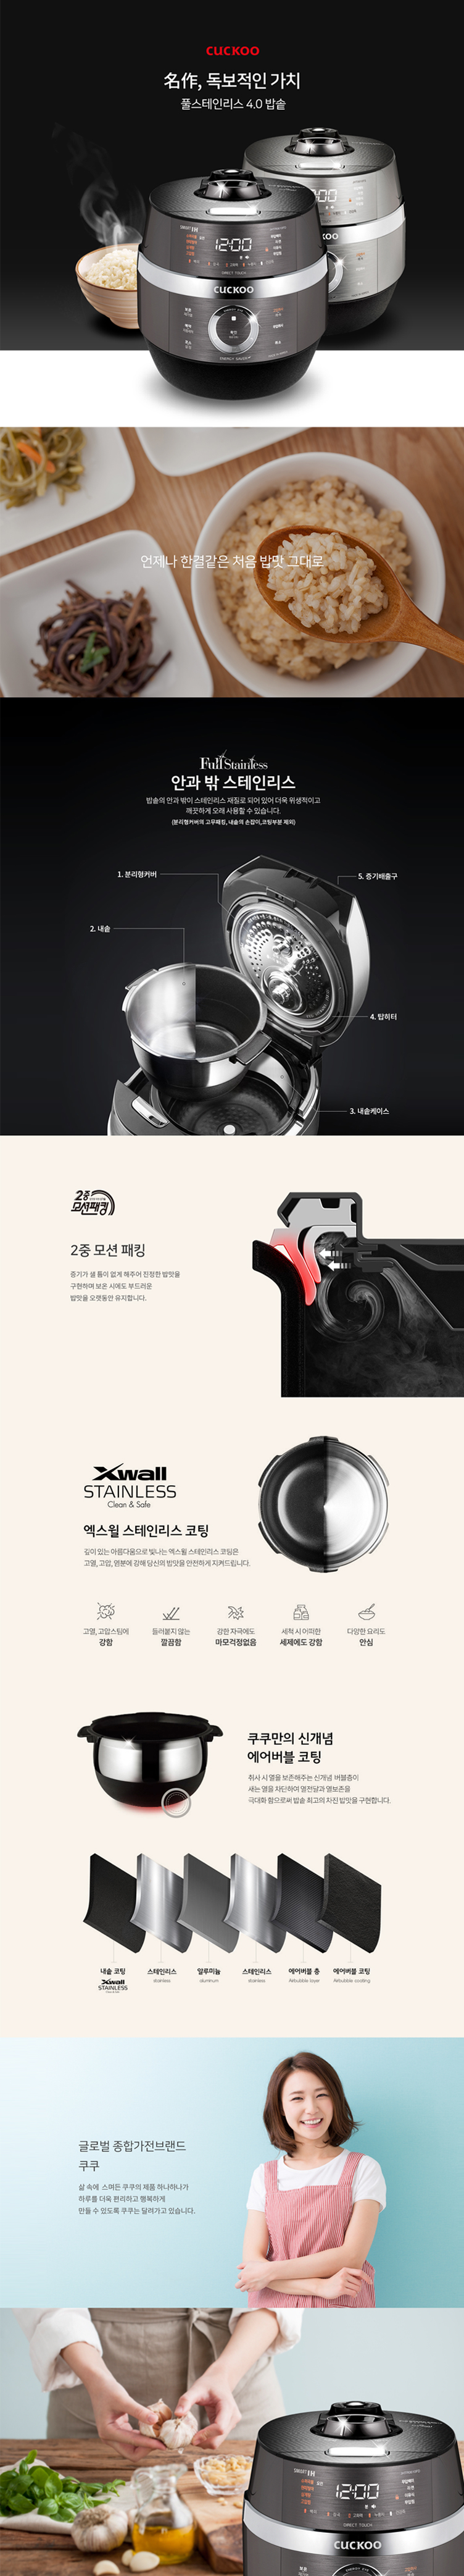 CUCKOO
名作, 독보적인 가치
풀스테인리스 4.0 밥솥
12:00
DIRECT TOUCH
CUCKOO
언제나 한결같은 처음 밥맛 그대로
Full Stainless
안과 밖 스테인리스
밥솥의 안과 밖이 스테인리스 재질로 되어 있어 더욱 위생적이고
깨끗하게 오래 사용할 수 있습니다.
(분리형커버의 고무패킹, 내솥의 손잡이,코팅부분 제외)
1. 분리형커버
5. 증기배출구
2. 내솥
4. 탑히터
3. 내솥케이스
2중
모션패킹
2중 모션 패킹
증기가 샐 틈이 없게 해주어 진정한 밥맛을
구현하며 보온 시에도 부드러운
밥맛을 오랫동안 유지합니다.
Xwall
STAINLESS
Clean & Safe
엑스월 스테인리스 코팅
깊이 있는 아름다움으로 빛나는 엑스월 스테인리스 코팅은
고열, 고압, 염분에 강해 당신의 밥맛을 안전하게 지켜드립니다.
고열, 고압스팀에
강함
들러붙지 않는
깔끔함
강한 자극에도
마모걱정없음
세척 시 어떠한
세제에도 강함
다양한 요리도
안심
쿠쿠만의 신개념
에어버블 코팅
취사 시 열을 보존해주는 신개념 버블층이
새는 열을 차단하여 열전달과 열보존을
극대화 함으로써 밥솥 최고의 차진 밥맛을 구현합니다.
내솥 코팅
Xwall
STAINLESS
스테인리스
stainless
알루미늄
aluminum
스테인리스
stainless
에어버블 층
Airbubble layer
에어버블 코팅
Airbubble coating
글로벌 종합가전브랜드
쿠쿠
삶 속에 스며든 쿠쿠의 제품 하나하나가
하루를 더욱 편리하고 행복하게
만들 수 있도록 쿠쿠는 달려가고 있습니다.
12:00
DIRECT TOUCH
CUCKOO